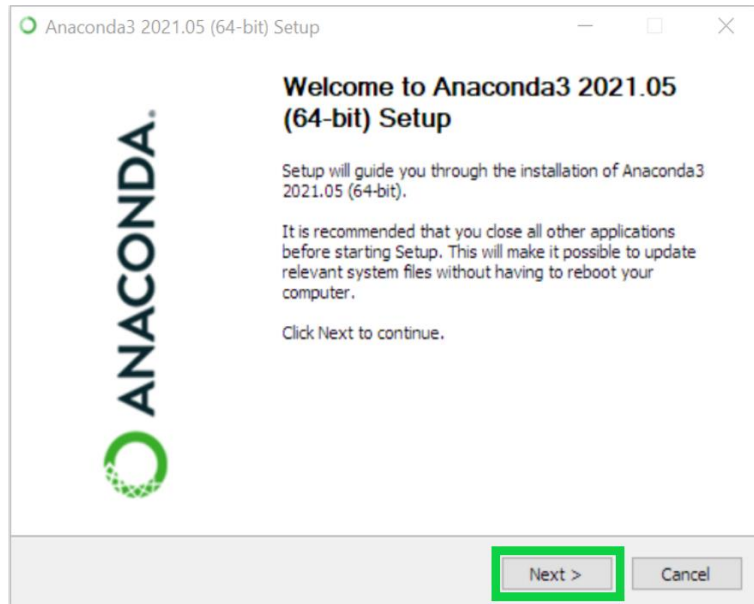 Anaconda3 2021.05 (64-bit) Setup
Welcome to Anaconda3 2021.05
(64-bit) Setup
Setup will guide you through the installation of Anaconda3
2021.05 (64-bit).
It is recommended that you close all other applications
before starting Setup. This will make it possible to update
relevant system files without having to reboot your
computer.
Click Next to continue.
ANACONDA.
Next >
Cancel